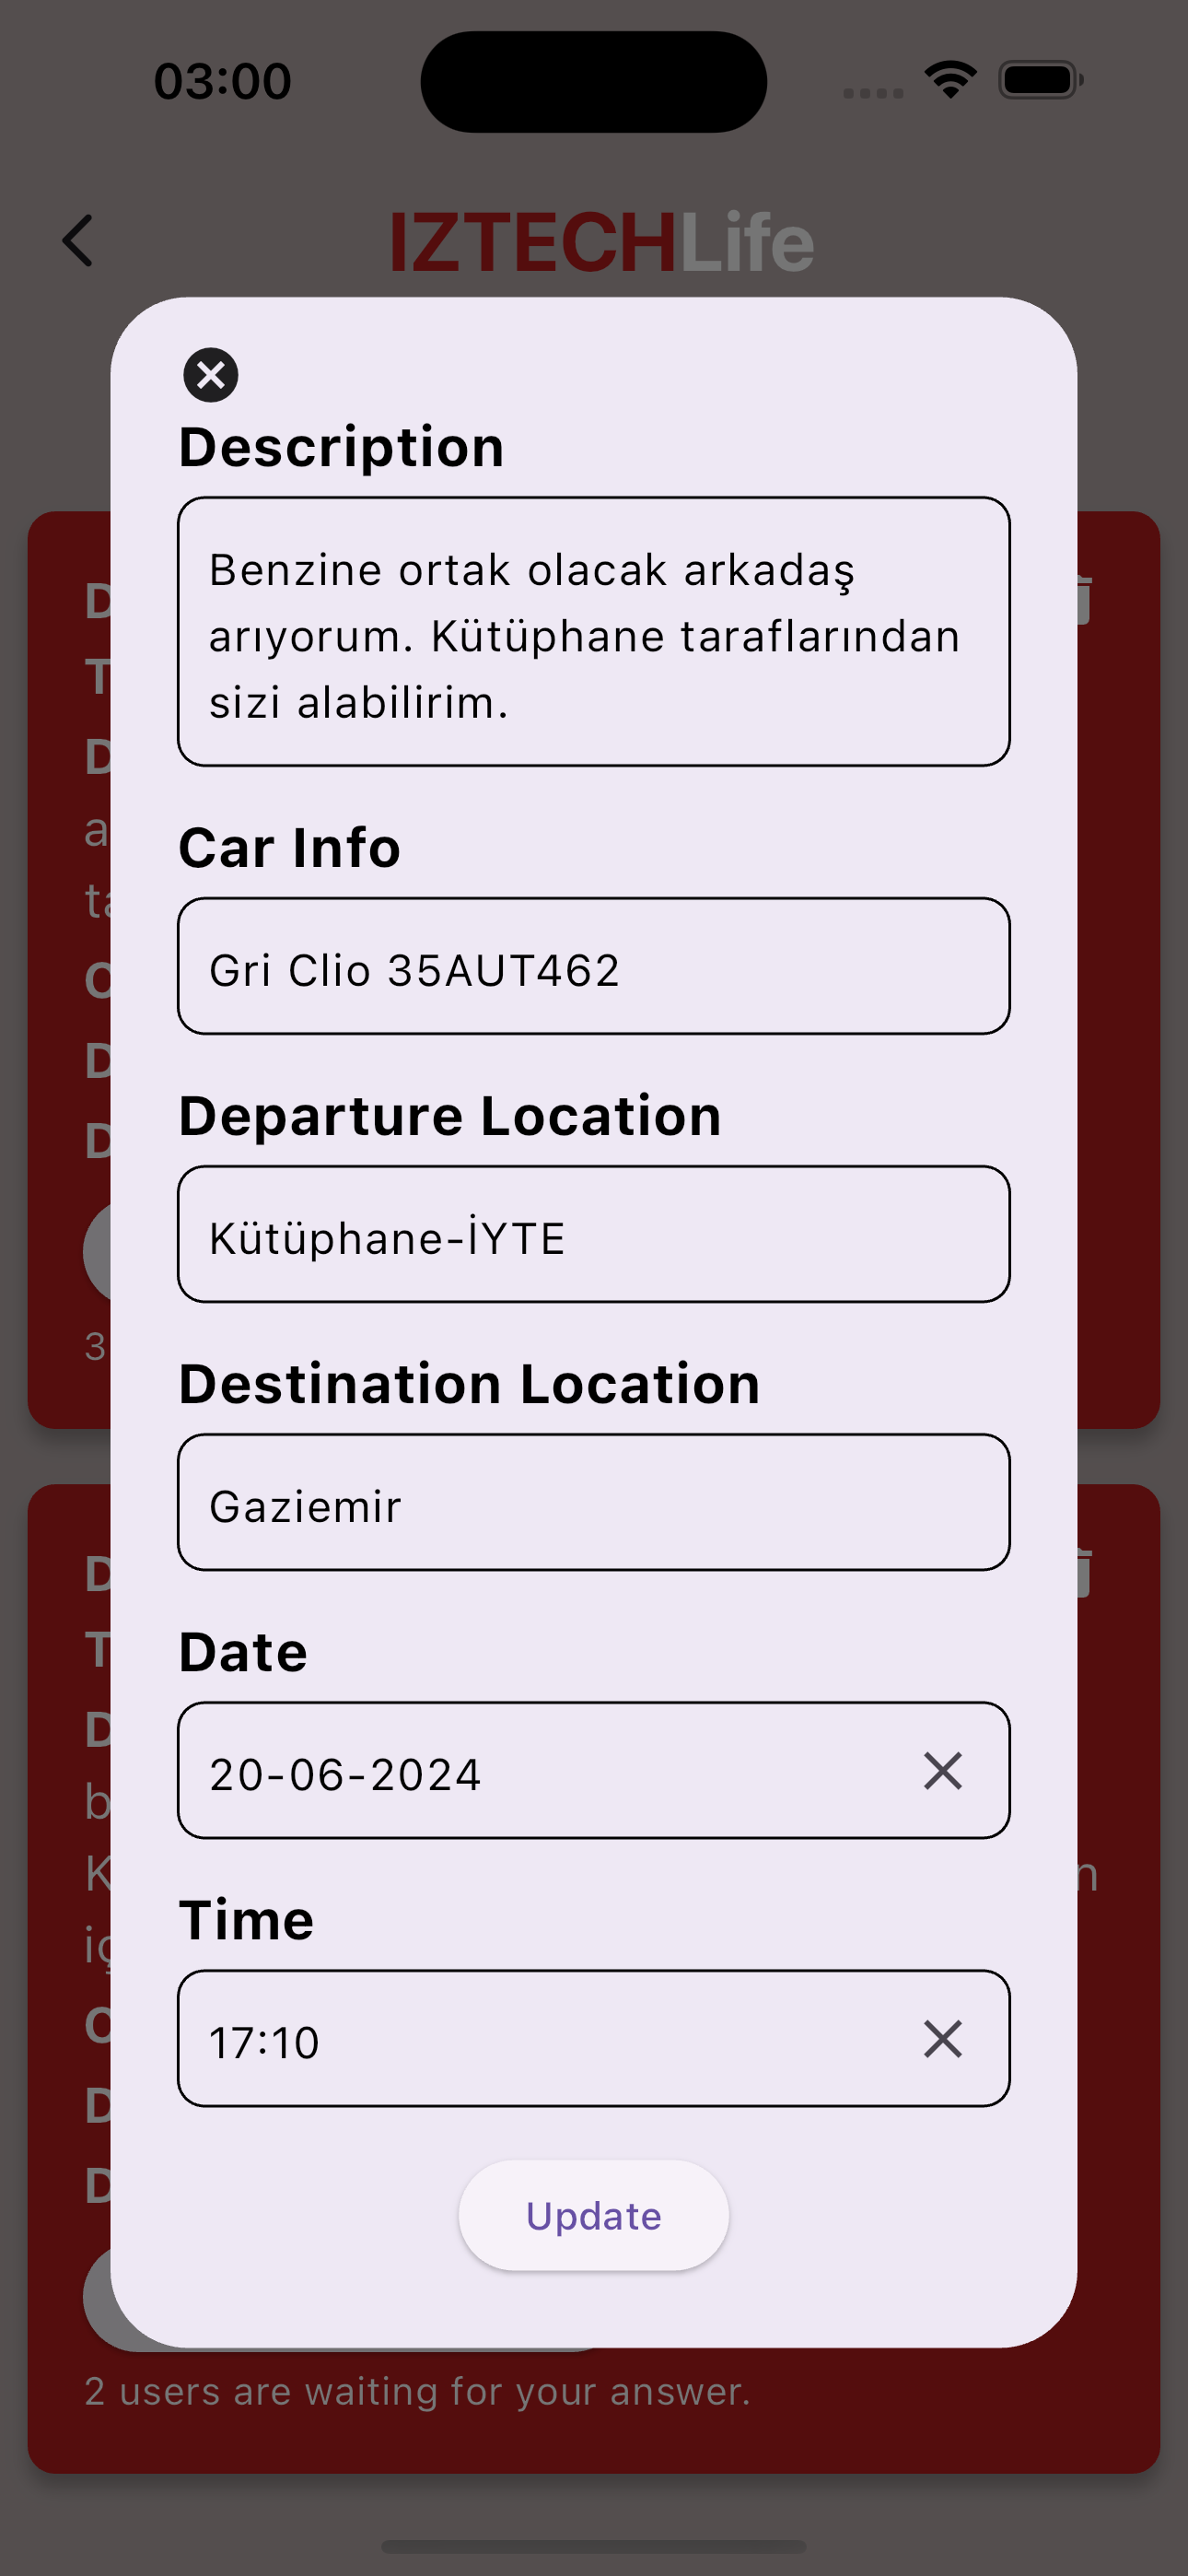 03:00
IZTECHLife
Description
Benzine ortak olacak arkadaş
arıyorum. Kütüphane taraflarından
sizi alabilirim.
Car Info
Gri Clio 35AUT462
Departure Location
Kütüphane-İYTE
Destination Location
Gaziemir
Date
20-06-2024
Time
17:10
Update
2 users are waiting for your answer.